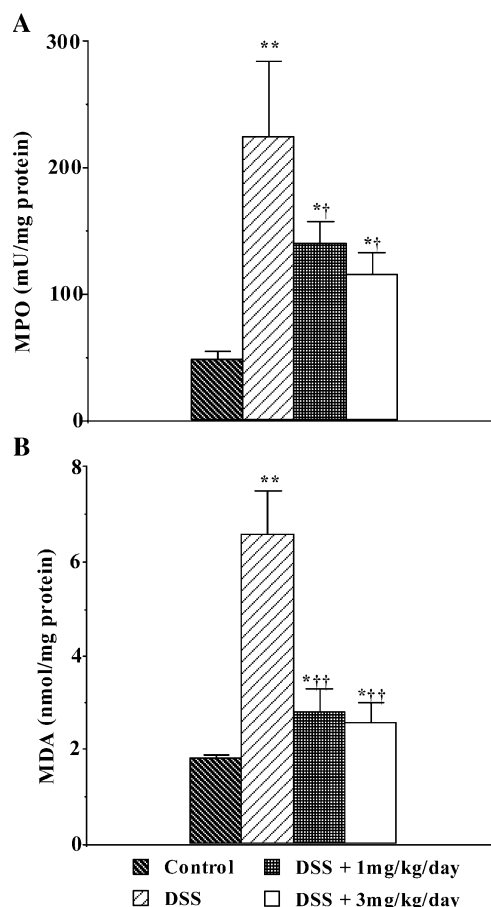 A
MPO (mU/mg protein)
300
200
100
0
**
*†
*†
B
MDA (nmol/mg protein)
8
6
4
2
0
**
*††
*††
Control DSS + 1mg/kg/day
DSS DSS + 3mg/kg/day